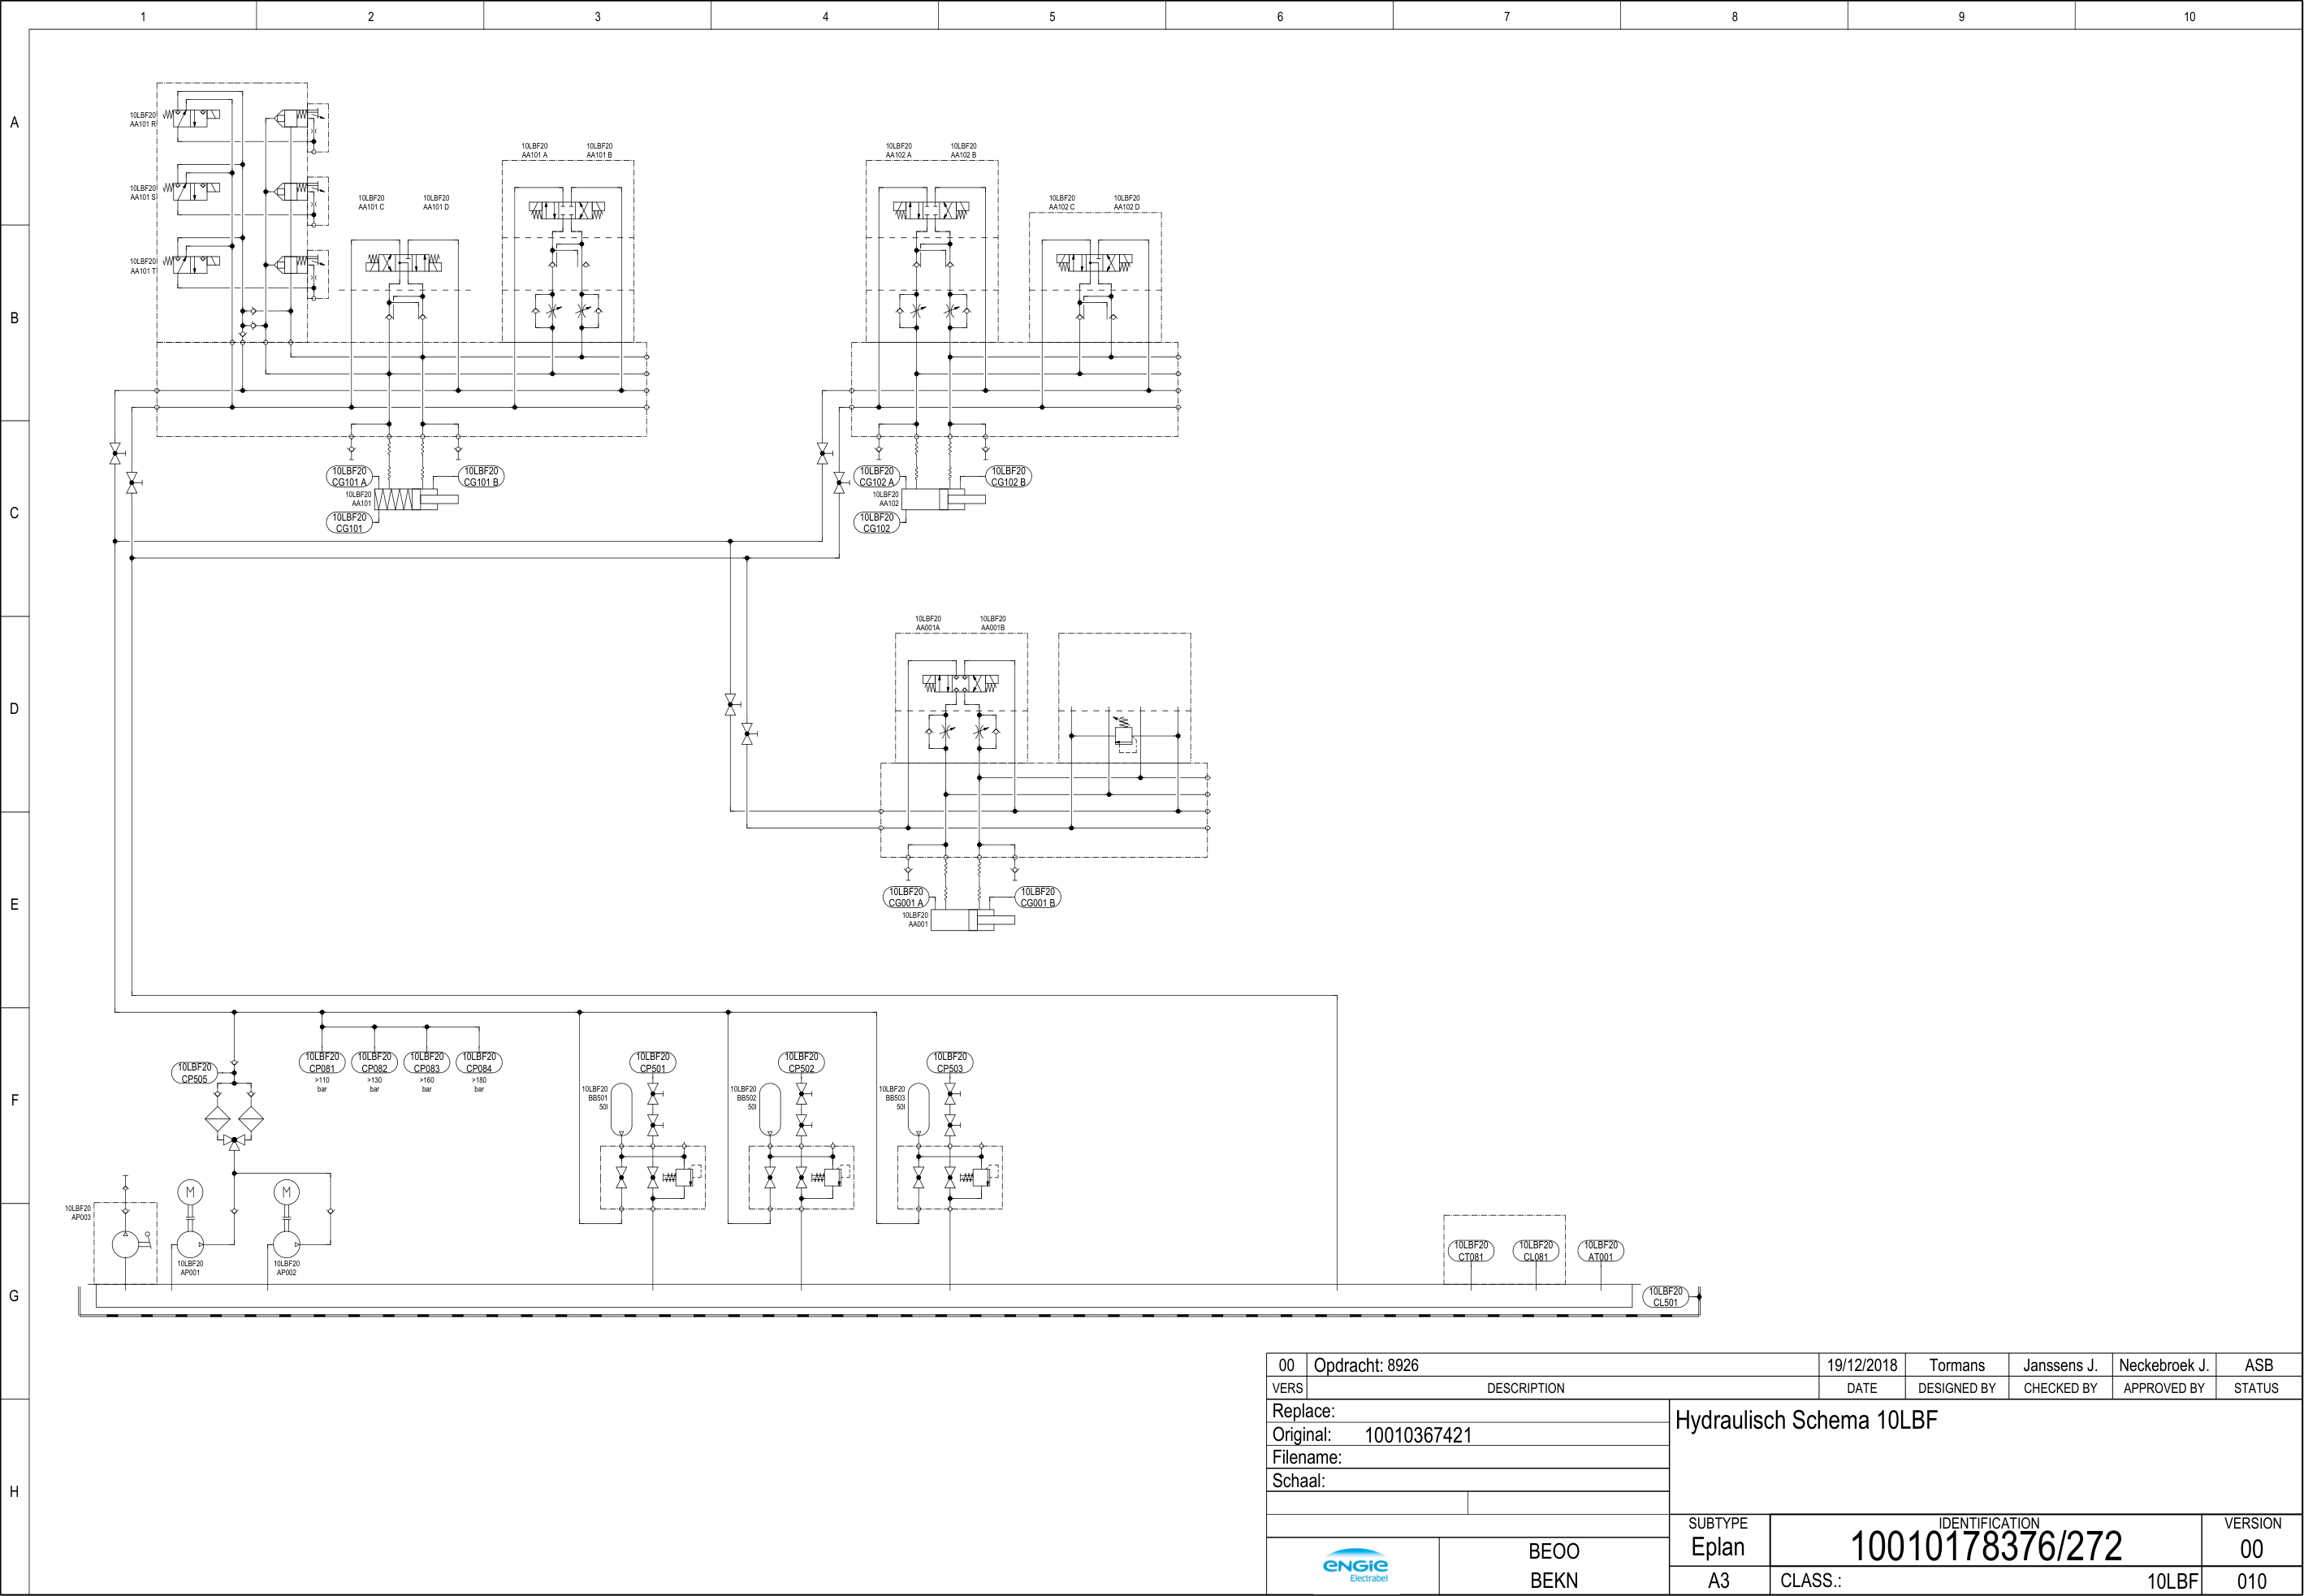 1 2 3 4 5 6 7 8 9 10
A
10LBF20
AA101 R
10LBF20 10LBF20
AA101 A AA101 B
10LBF20 10LBF20
AA102 A AA102 B
10LBF20
AA101 S
10LBF20 10LBF20
AA101 C AA101 D
10LBF20 10LBF20
AA102 C AA102 D
10LBF20
AA101 T
B
10LBF20
CG101 A
10LBF20
CG101 B
10LBF20
AA101
10LBF20
CG101
10LBF20
CG102 A
10LBF20
CG102 B
10LBF20
AA102
10LBF20
CG102
C
10LBF20 10LBF20
AA001A AA001B
D
10LBF20
CG001 A
10LBF20
CG001 B
10LBF20
AA001
E
10LBF20
CP505
10LBF20 10LBF20 10LBF20 10LBF20
CP081 CP082 CP083 CP084
>110 >130 >160 >180
bar bar bar bar
10LBF20
CP501
10LBF20
CP502
10LBF20
CP503
10LBF20
BB501
50l
10LBF20
BB502
50l
10LBF20
BB503
50l
F
M M
10LBF20
AP003
10LBF20
AP001
10LBF20
AP002
10LBF20
CT081
10LBF20
CL081
10LBF20
AT001
10LBF20
CL501
G
H
00 Opdracht: 8926 19/12/2018 Tormans Janssens J. Neckebroek J. ASB
VERS DESCRIPTION DATE DESIGNED BY CHECKED BY APPROVED BY STATUS
Replace:
Original: 10010367421
Filename:
Schaal:
Hydraulisch Schema 10LBF
SUBTYPE IDENTIFICATION VERSION
Eplan 10010178376/272 00
A3 CLASS.: 10LBF 010
ENGIE
Electrabel
BEOO
BEKN